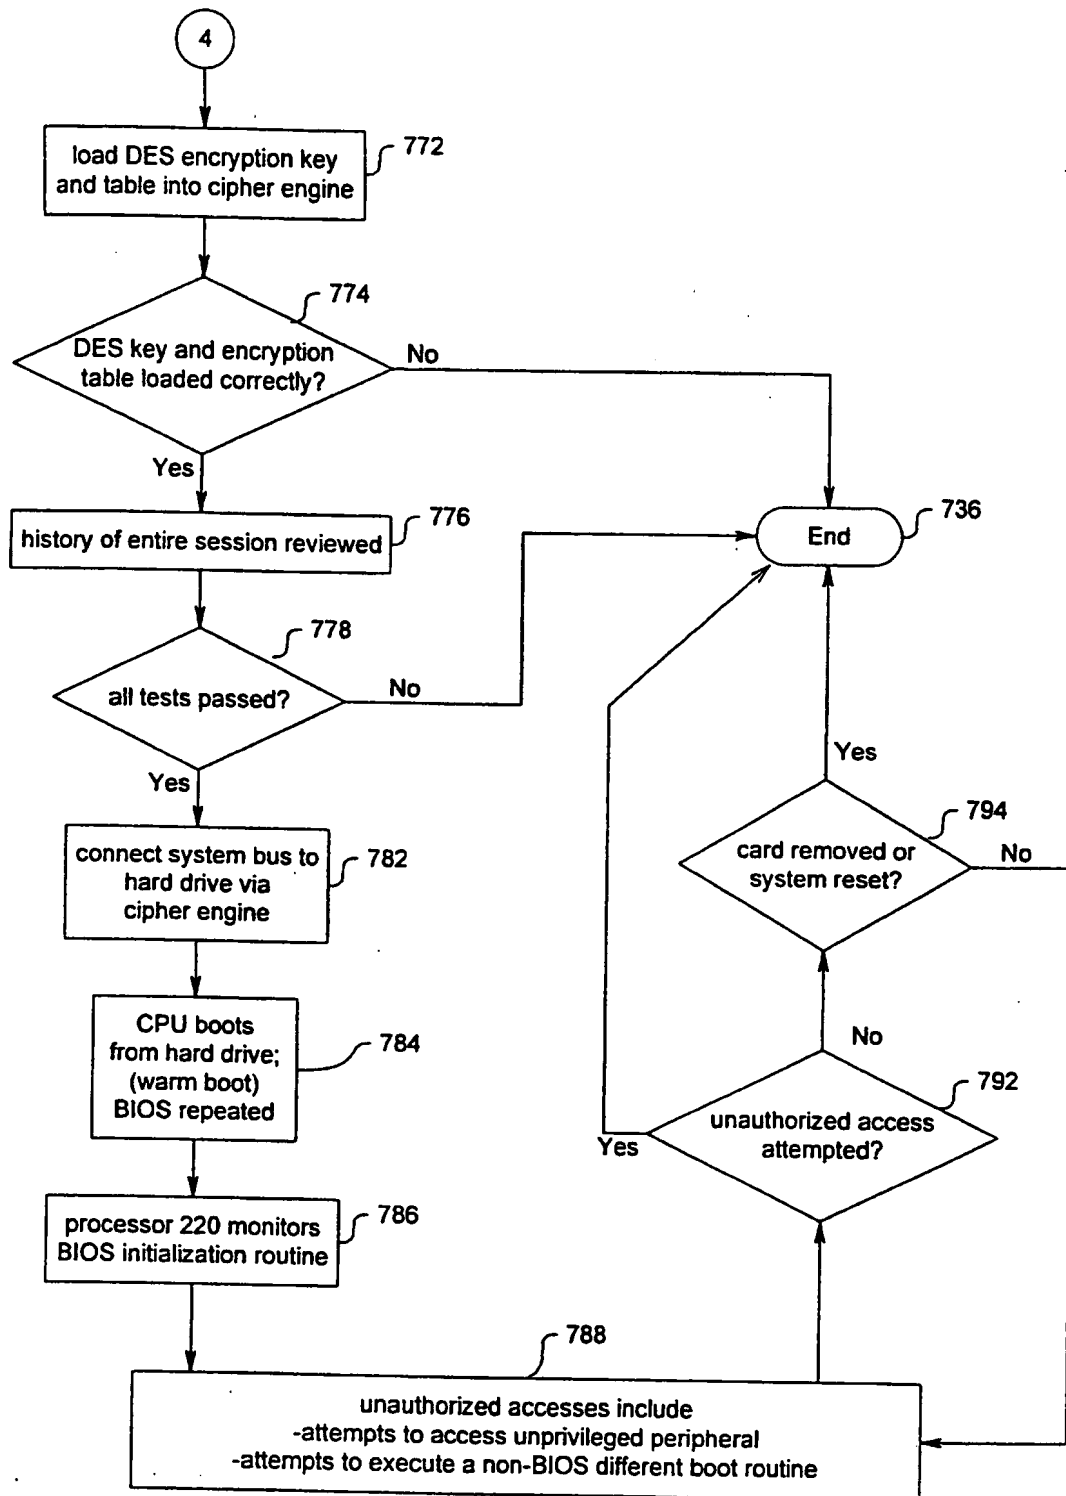 4
load DES encryption key
and table into cipher engine
772
774
DES key and encryption
table loaded correctly?
No
Yes
history of entire session reviewed
776
End
736
778
all tests passed?
No
Yes
connect system bus to
hard drive via
cipher engine
782
Yes
794
card removed or
system reset?
No
CPU boots
from hard drive;
(warm boot)
BIOS repeated
784
No
792
unauthorized access
attempted?
Yes
processor 220 monitors
BIOS initialization routine
786
788
unauthorized accesses include
-attempts to access unprivileged peripheral
-attempts to execute a non-BIOS different boot routine